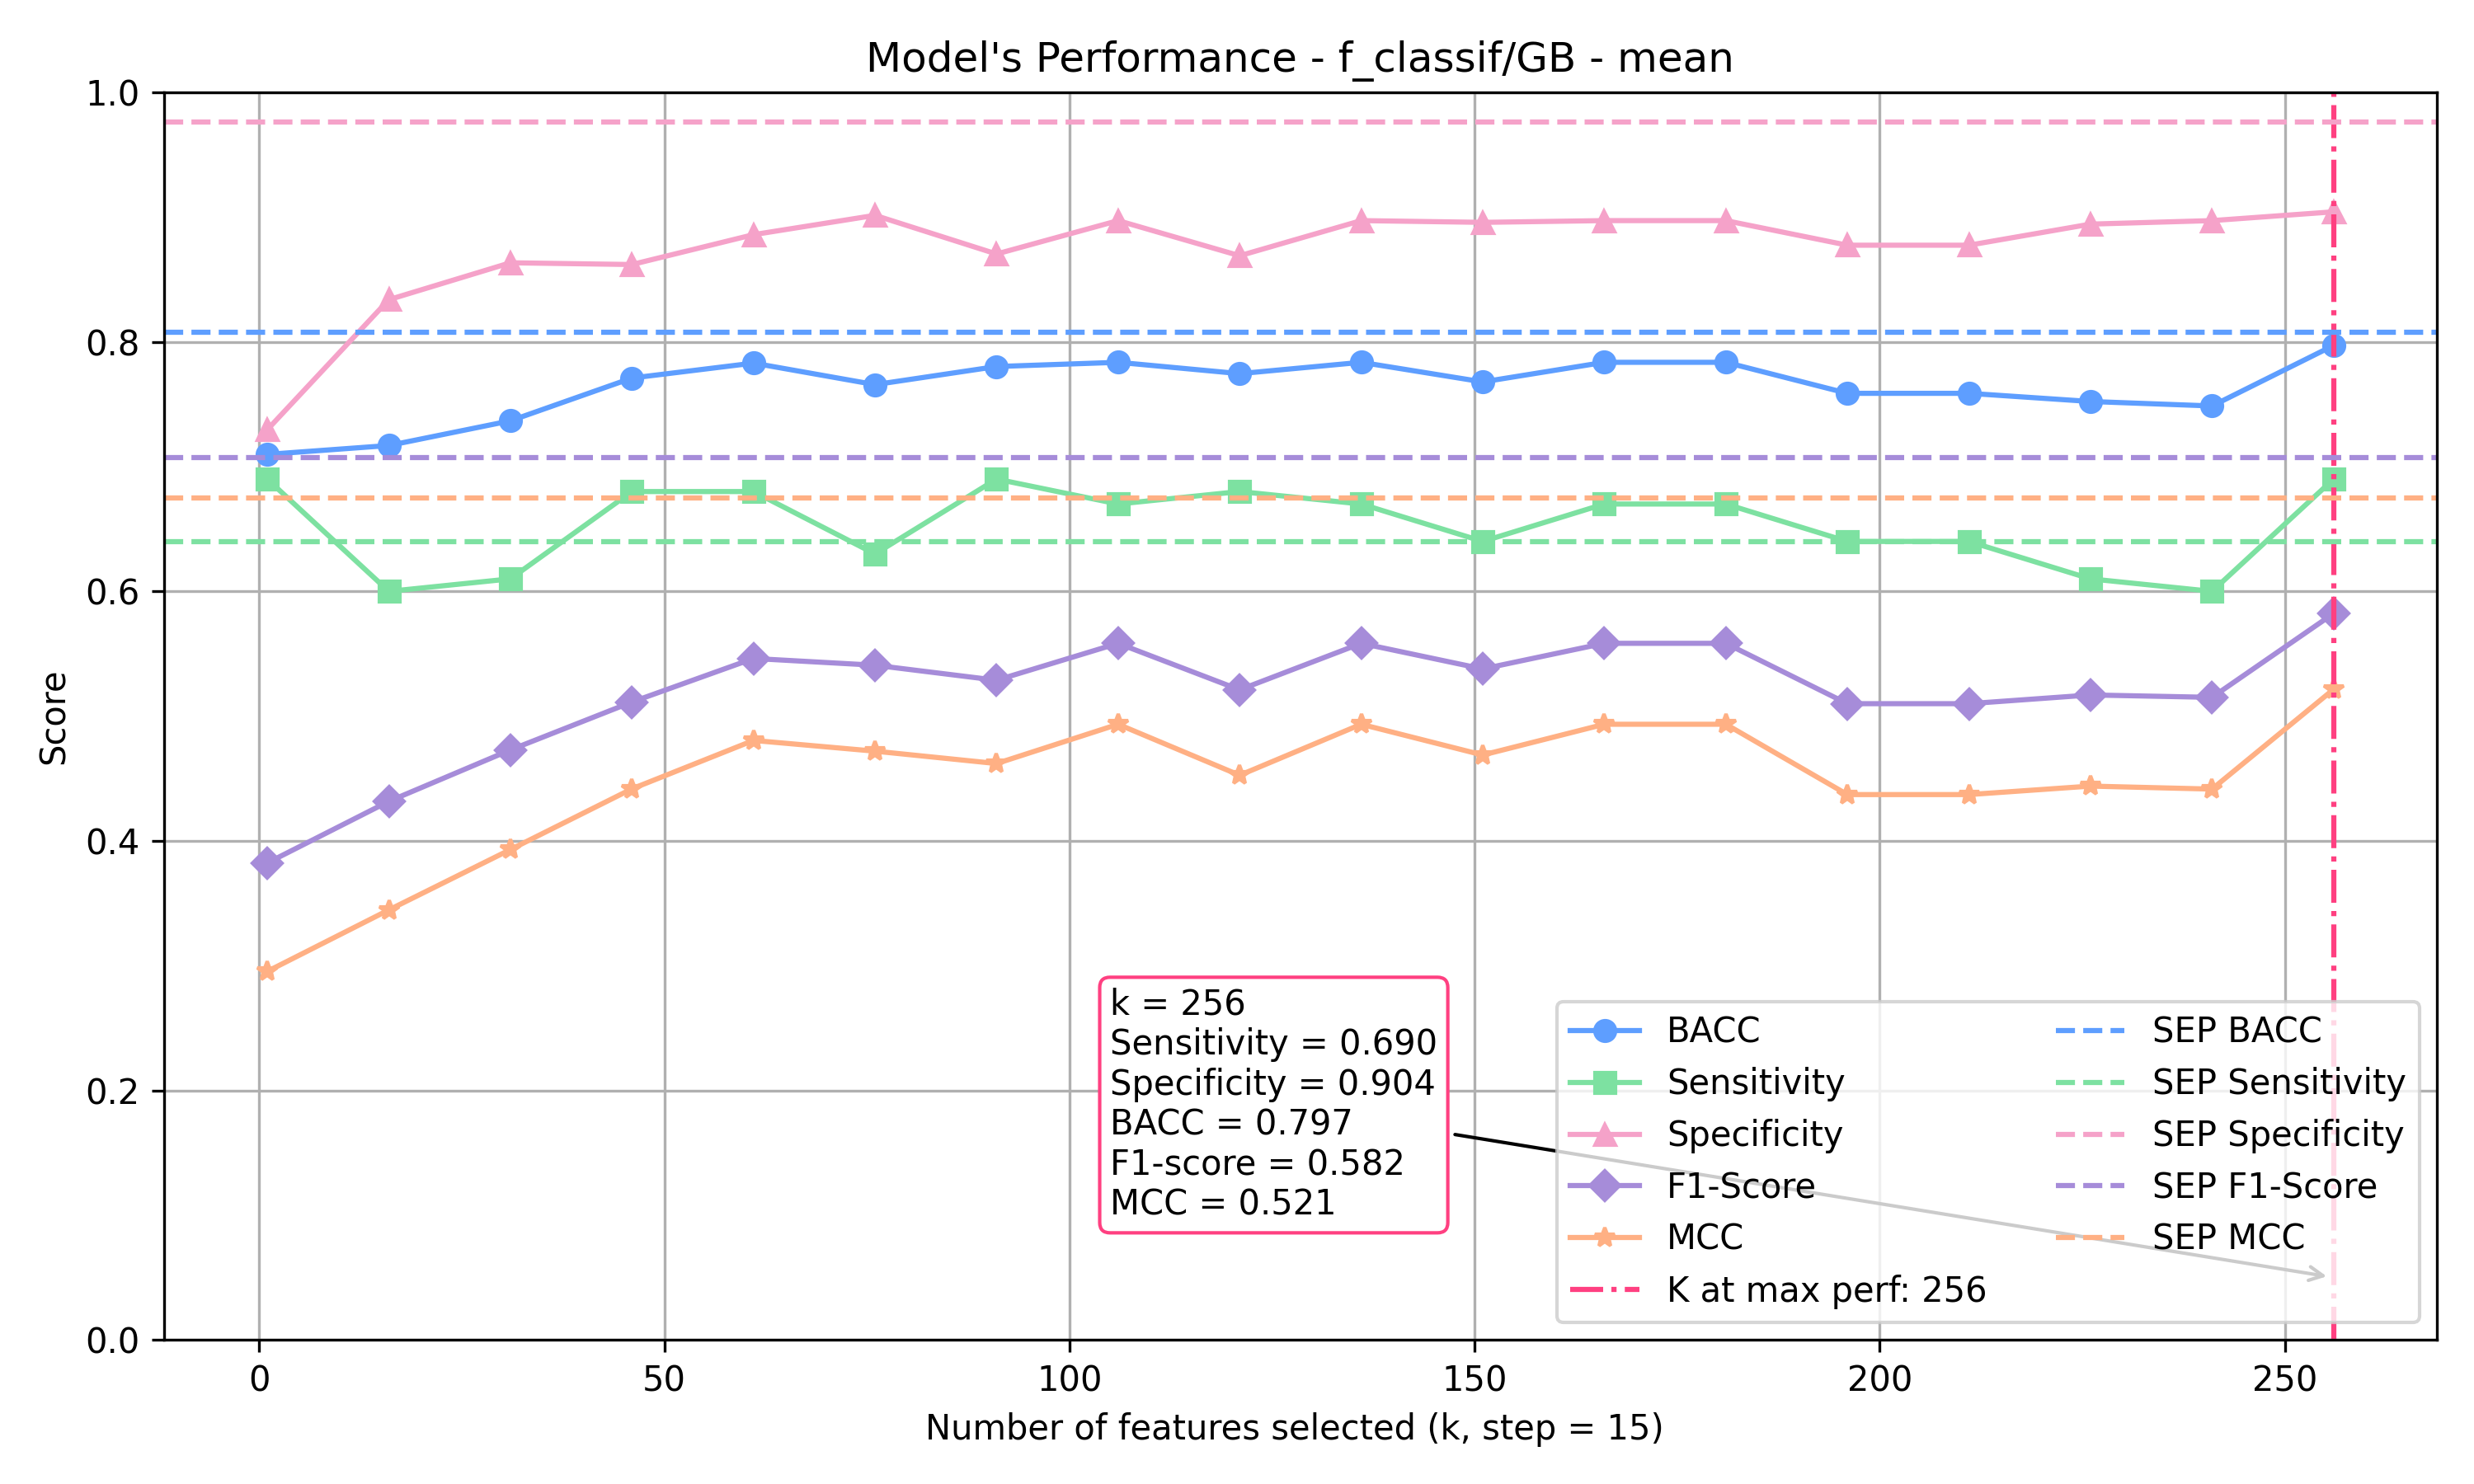 Model's Performance - f_classif/GB - mean
1.0
0.8
0.6
0.4
0.2
0.0
Score
k = 256
Sensitivity = 0.690
Specificity = 0.904
BACC = 0.797
F1-score = 0.582
MCC = 0.521
BACC
Sensitivity
Specificity
F1-Score
MCC
K at max perf: 256
SEP BACC
SEP Sensitivity
SEP Specificity
SEP F1-Score
SEP MCC
0
50
100
150
200
250
Number of features selected (k, step = 15)